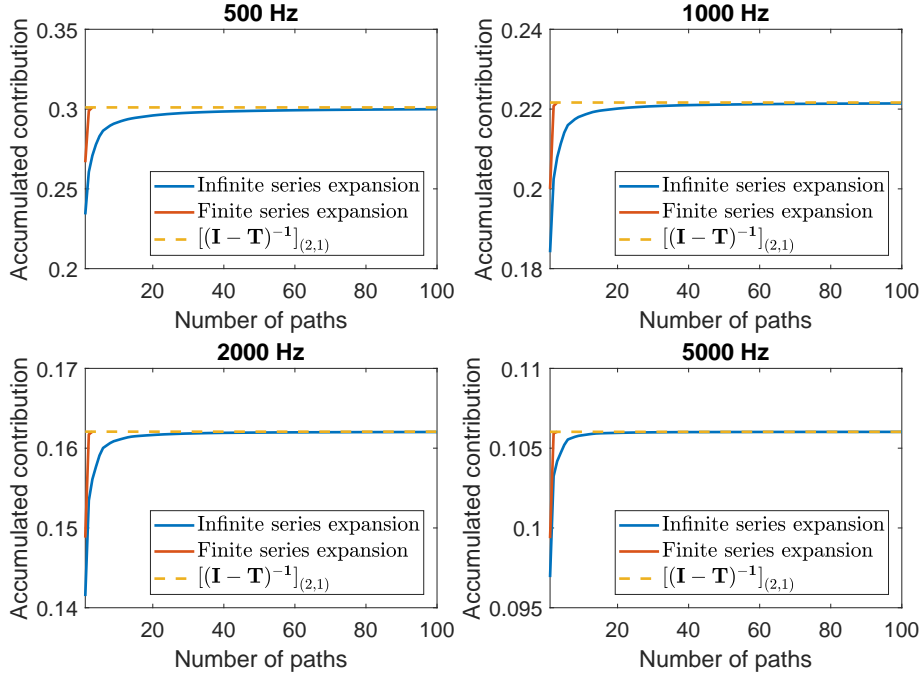 500 Hz
Accumulated contribution
0.35
0.3
0.25
0.2
Infinite series expansion
Finite series expansion
[(I − T)⁻¹]₍₂,₁₎
20 40 60 80 100
Number of paths
1000 Hz
Accumulated contribution
0.24
0.22
0.2
0.18
Infinite series expansion
Finite series expansion
[(I − T)⁻¹]₍₂,₁₎
20 40 60 80 100
Number of paths
2000 Hz
Accumulated contribution
0.17
0.16
0.15
0.14
Infinite series expansion
Finite series expansion
[(I − T)⁻¹]₍₂,₁₎
20 40 60 80 100
Number of paths
5000 Hz
Accumulated contribution
0.11
0.105
0.1
0.095
Infinite series expansion
Finite series expansion
[(I − T)⁻¹]₍₂,₁₎
20 40 60 80 100
Number of paths